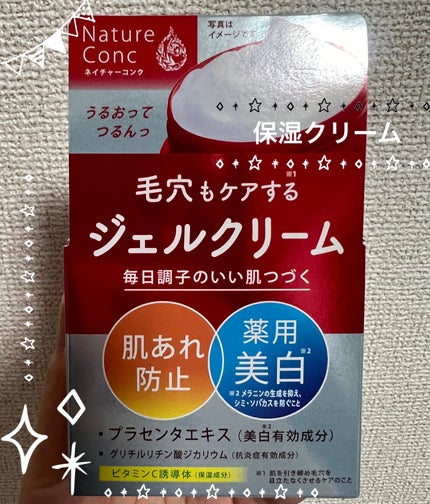 Nature
Conc
ネイチャーコンク
写真は
イメージです
うるおって
つるんっ
保湿クリーム
※1
毛穴もケアする
ジェルクリーム
毎日調子のいい肌つづく
肌あれ
防止
薬用
美白※2
※2 メラニンの生成を抑え、
シミ・ソバカスを防ぐこと
※2
・プラセンタエキス(美白有効成分)
・グリチルリチン酸ジカリウム(抗炎症有効成分)
ビタミンC誘導体(保湿成分)
※1 肌を引き締め毛穴を
目立たなくさせるケアのこと